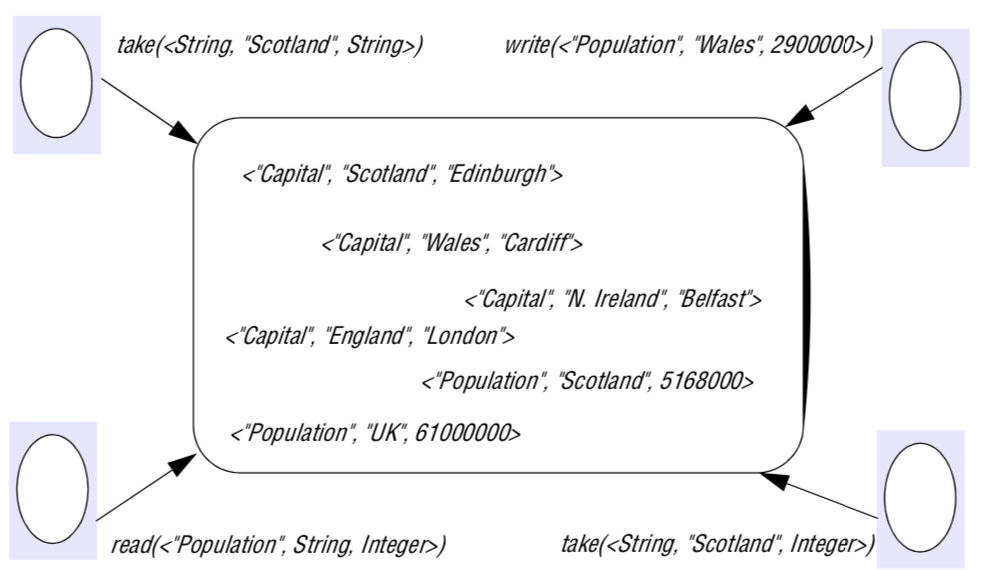 take(<String, "Scotland", String>)
write(<"Population", "Wales", 2900000>)
<"Capital", "Scotland", "Edinburgh">
<"Capital", "Wales", "Cardiff">
<"Capital", "N. Ireland", "Belfast">
<"Capital", "England", "London">
<"Population", "Scotland", 5168000>
<"Population", "UK", 61000000>
read(<"Population", String, Integer>)
take(<String, "Scotland", Integer>)